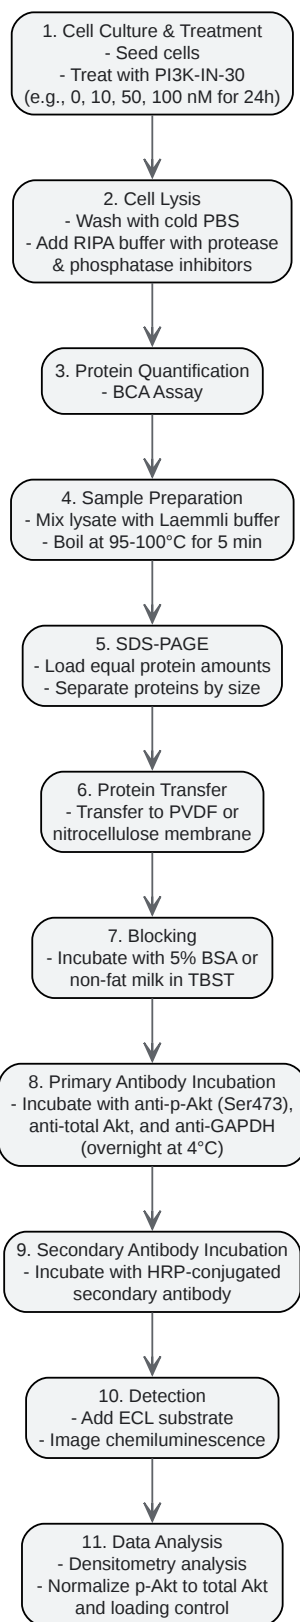 1. Cell Culture & Treatment
- Seed cells
- Treat with PI3K-IN-30
(e.g., 0, 10, 50, 100 nM for 24h)
2. Cell Lysis
- Wash with cold PBS
- Add RIPA buffer with protease
& phosphatase inhibitors
3. Protein Quantification
- BCA Assay
4. Sample Preparation
- Mix lysate with Laemmli buffer
- Boil at 95-100°C for 5 min
5. SDS-PAGE
- Load equal protein amounts
- Separate proteins by size
6. Protein Transfer
- Transfer to PVDF or
nitrocellulose membrane
7. Blocking
- Incubate with 5% BSA or
non-fat milk in TBST
8. Primary Antibody Incubation
- Incubate with anti-p-Akt (Ser473),
anti-total Akt, and anti-GAPDH
(overnight at 4°C)
9. Secondary Antibody Incubation
- Incubate with HRP-conjugated
secondary antibody
10. Detection
- Add ECL substrate
- Image chemiluminescence
11. Data Analysis
- Densitometry analysis
- Normalize p-Akt to total Akt
and loading control